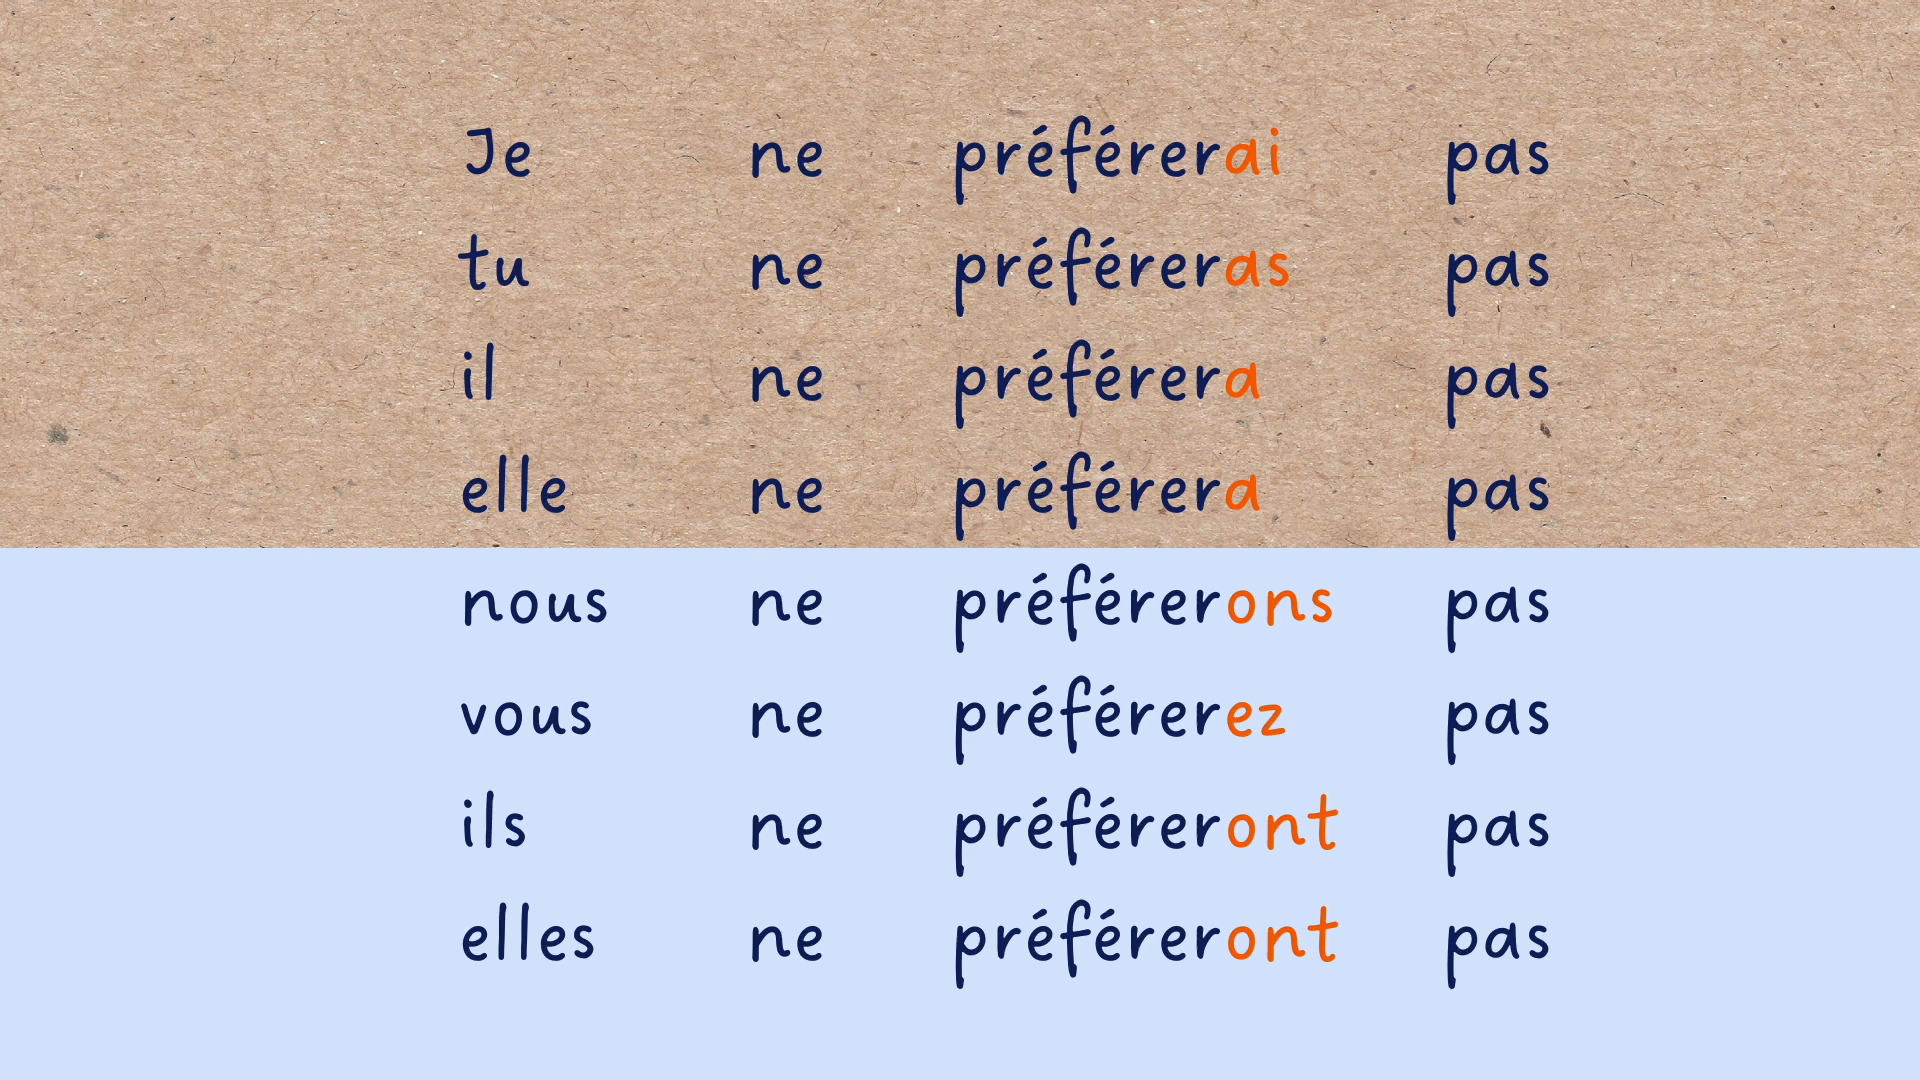 Je ne préférerai pas
tu ne préféreras pas
il ne préférera pas
elle ne préférera pas
nous ne préférerons pas
vous ne préférerez pas
ils ne préféreront pas
elles ne préféreront pas